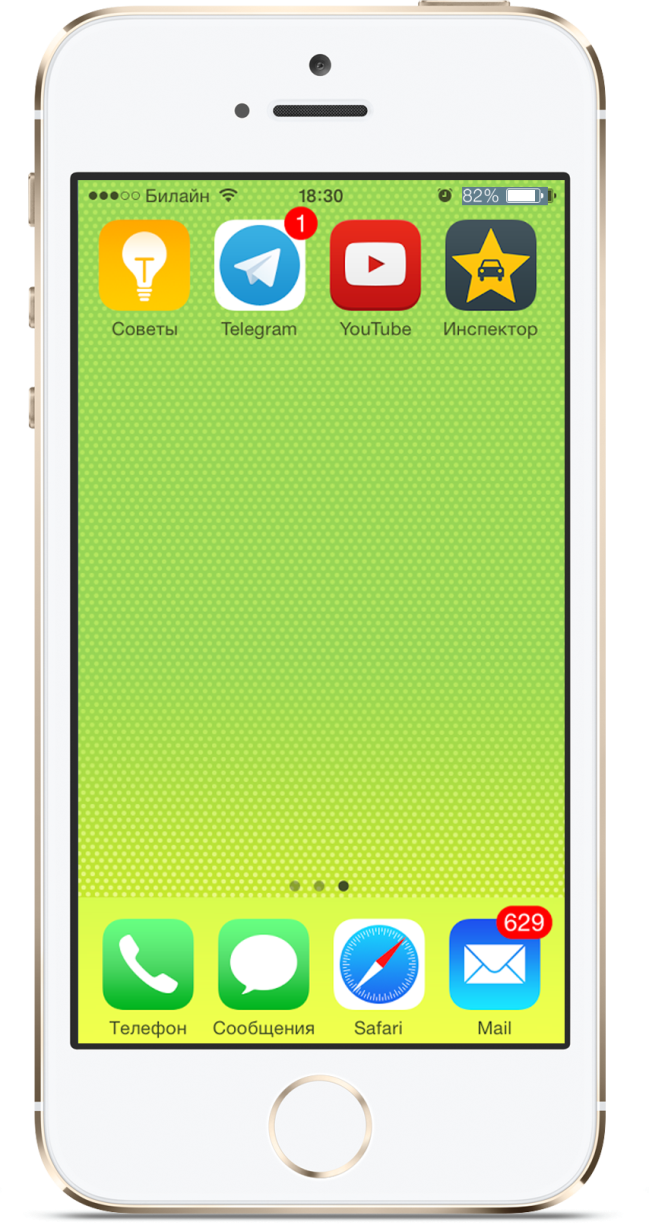 Билайн 18:30 82%
1
Советы Telegram YouTube Инспектор
629
Телефон Сообщения Safari Mail